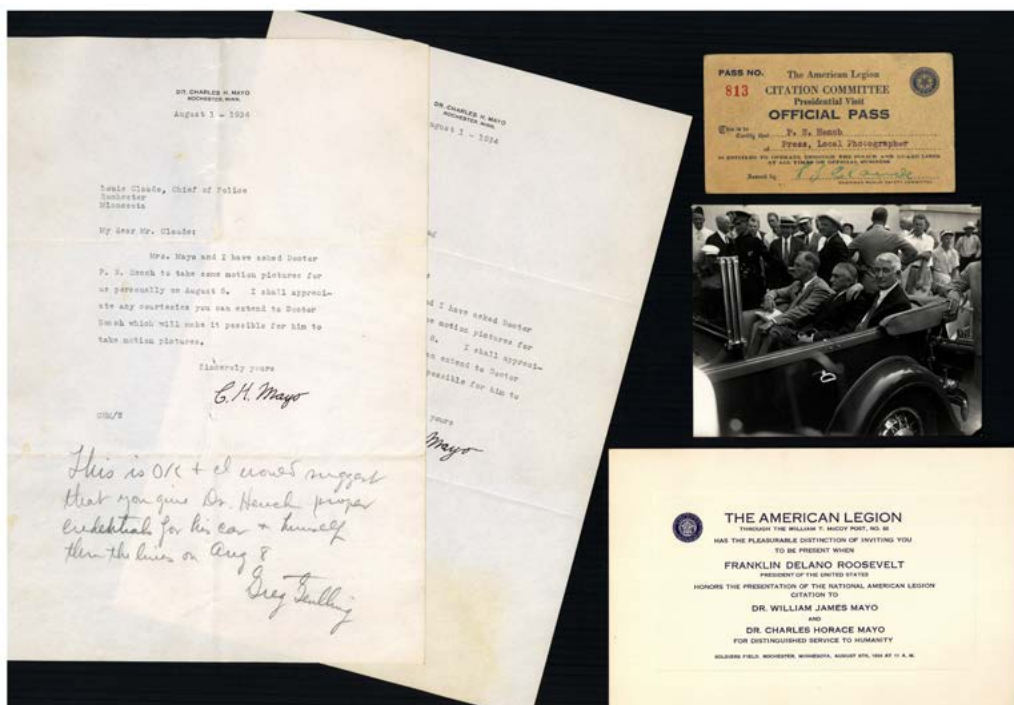 DR. CHARLES H. MAYO
ROCHESTER, MINN.
August 1 - 1934
Louis Claude, Chief of Police
Rochester
Minnesota
My dear Mr. Claude:
Mrs. Mayo and I have asked Doctor
P. S. Hench to take some motion pictures for
us personally on August 8. I shall appreci-
ate any courtesies you can extend to Doctor
Hench which will make it possible for him to
take motion pictures.
Sincerely yours
C. H. Mayo
CHM/
This is OK + I would suggest
that you give Dr. Hench proper
credentials for his car + himself
thru the lines on Aug 8
Greg
DR. CHARLES H. MAYO
ROCHESTER, MINN.
ugust 1 - 1934
d I have asked Doctor
e motion pictures for
8. I shall appreci-
an extend to Doctor
possible for him to
yours
Mayo
PASS NO.
813
The American Legion
CITATION COMMITTEE
Presidential Visit
OFFICIAL PASS
This is to
Certify that P. S. Hench
of Press, Local Photographer
IS ENTITLED TO OPERATE THROUGH THE POLICE AND GUARD LINES
AT ALL TIMES ON OFFICIAL BUSINESS
Issued by
THE AMERICAN LEGION
THROUGH THE WILLIAM T. McCOY POST, NO. 92
HAS THE PLEASURABLE DISTINCTION OF INVITING YOU
TO BE PRESENT WHEN
FRANKLIN DELANO ROOSEVELT
PRESIDENT OF THE UNITED STATES
HONORS THE PRESENTATION OF THE NATIONAL AMERICAN LEGION
CITATION TO
DR. WILLIAM JAMES MAYO
AND
DR. CHARLES HORACE MAYO
FOR DISTINGUISHED SERVICE TO HUMANITY
SOLDIERS FIELD, ROCHESTER, MINNESOTA, AUGUST 8TH, 1934 AT 11 A. M.